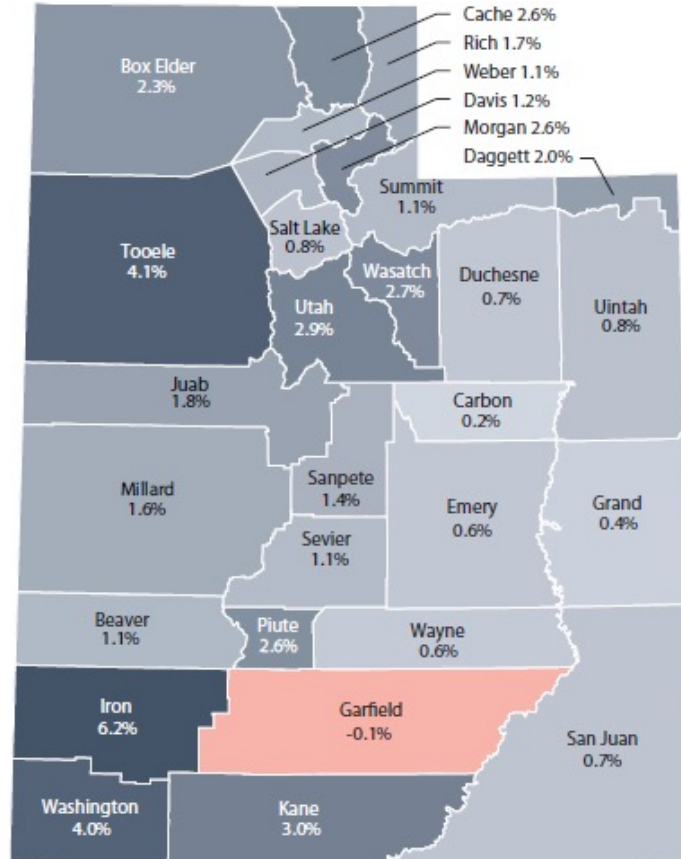 Cache 2.6%
Rich 1.7%
Weber 1.1%
Davis 1.2%
Morgan 2.6%
Daggett 2.0%
Box Elder
2.3%
Summit
1.1%
Tooele
4.1%
Salt Lake
0.8%
Wasatch
2.7%
Duchesne
0.7%
Uintah
0.8%
Utah
2.9%
Juab
1.8%
Carbon
0.2%
Millard
1.6%
Sanpete
1.4%
Emery
0.6%
Grand
0.4%
Sevier
1.1%
Beaver
1.1%
Piute
2.6%
Wayne
0.6%
Iron
6.2%
Garfield
-0.1%
San Juan
0.7%
Washington
4.0%
Kane
3.0%